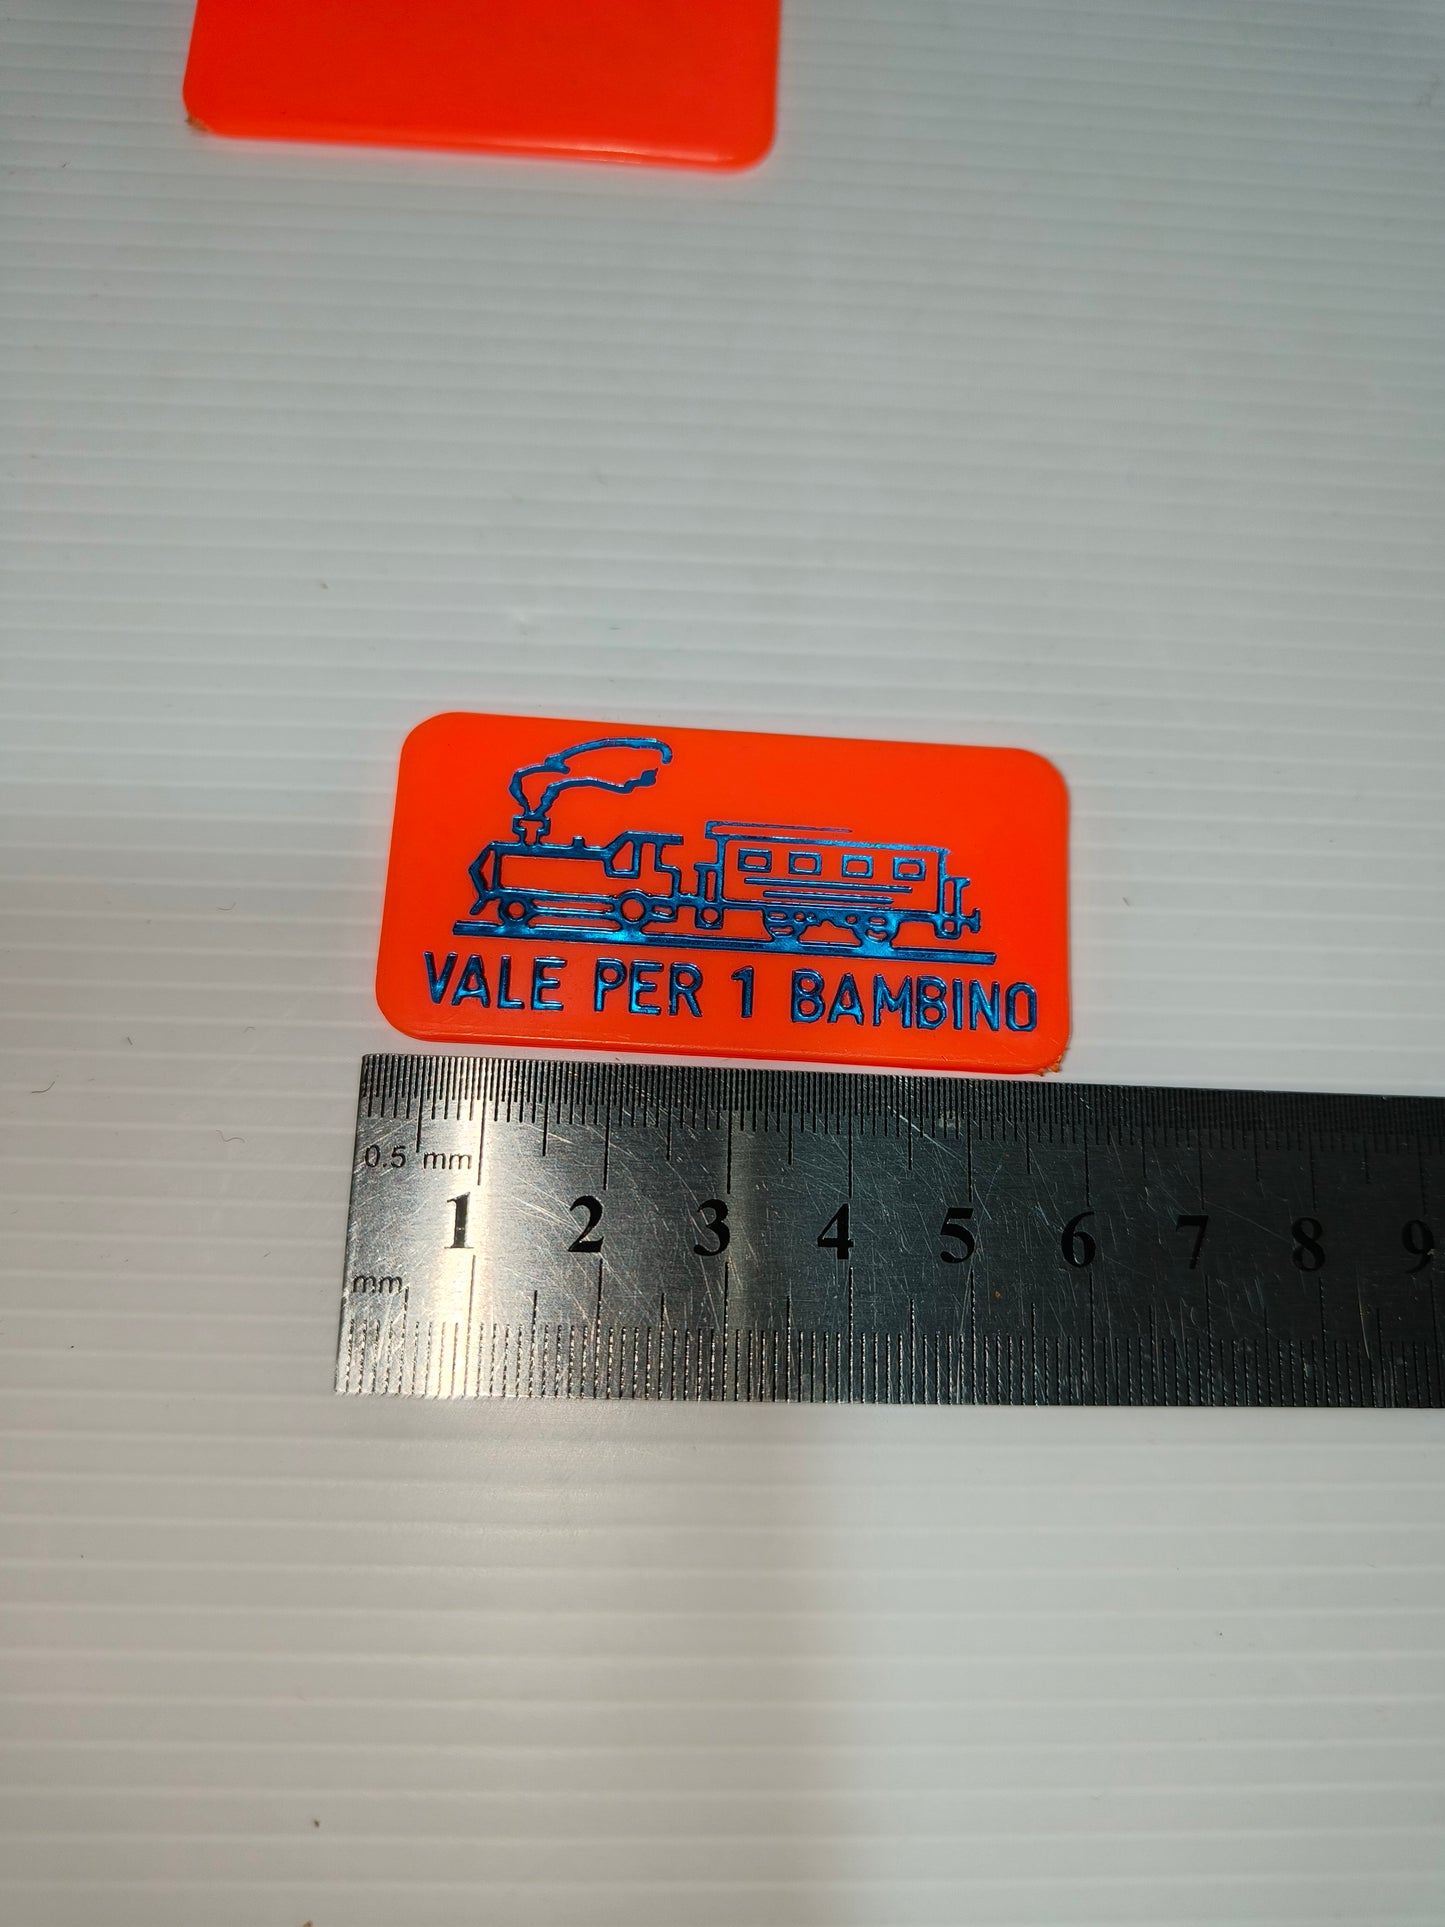 VALE PER 1 BAMBINO
0.5 mm
1 2 3 4 5 6 7 8 9
mm